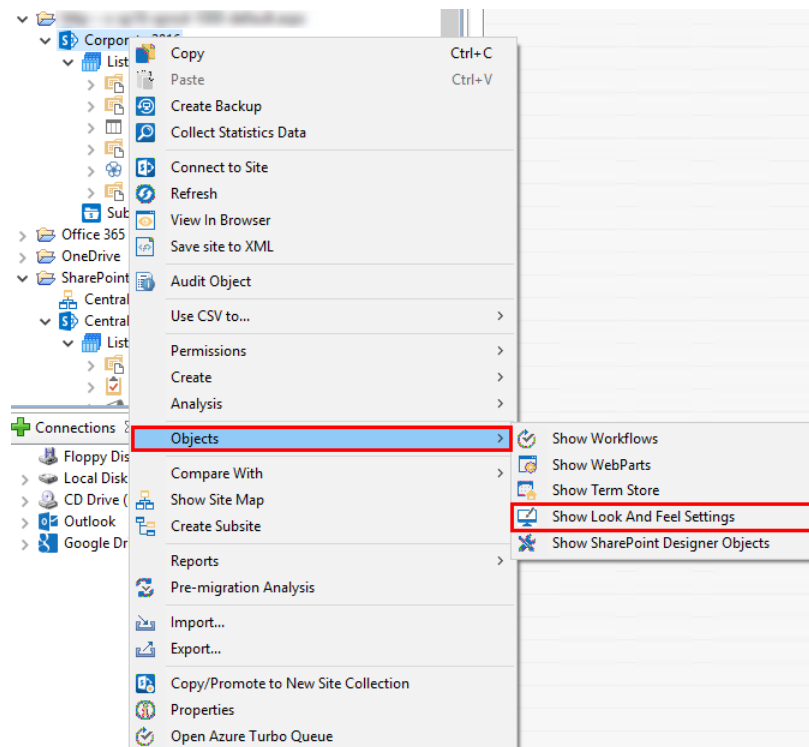 Corpor
List
Sub
Office 365
OneDrive
SharePoint
Central
Central
List
Connections
Floppy Dis
Local Disk
CD Drive (
Outlook
Google Dr
Copy Ctrl+C
Paste Ctrl+V
Create Backup
Collect Statistics Data
Connect to Site
Refresh
View In Browser
Save site to XML
Audit Object
Use CSV to...
Permissions
Create
Analysis
Objects
Compare With
Show Site Map
Create Subsite
Reports
Pre-migration Analysis
Import...
Export...
Copy/Promote to New Site Collection
Properties
Open Azure Turbo Queue
Show Workflows
Show WebParts
Show Term Store
Show Look And Feel Settings
Show SharePoint Designer Objects